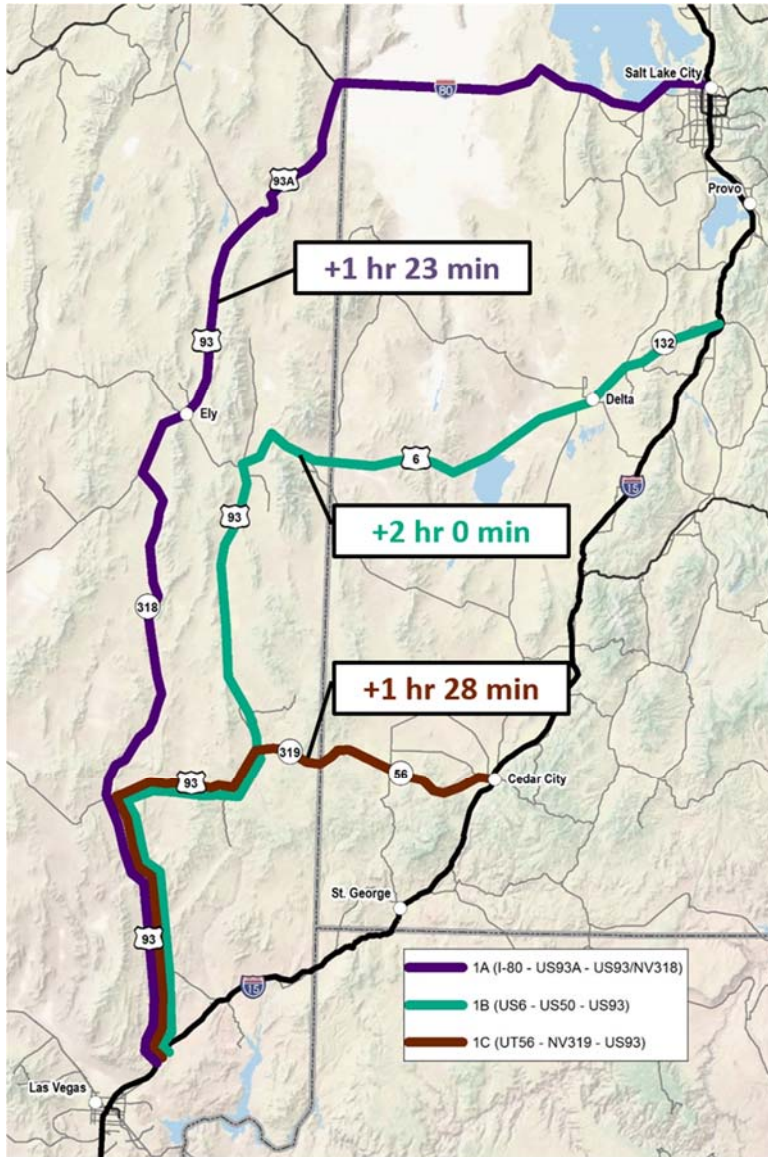 Salt Lake City
80
Provo
93A
+1 hr 23 min
93
132
Delta
Ely
6
15
93
+2 hr 0 min
318
+1 hr 28 min
319
93
56
Cedar City
St. George
93
15
1A (I-80 - US93A - US93/NV318)
1B (US6 - US50 - US93)
1C (UT56 - NV319 - US93)
Las Vegas